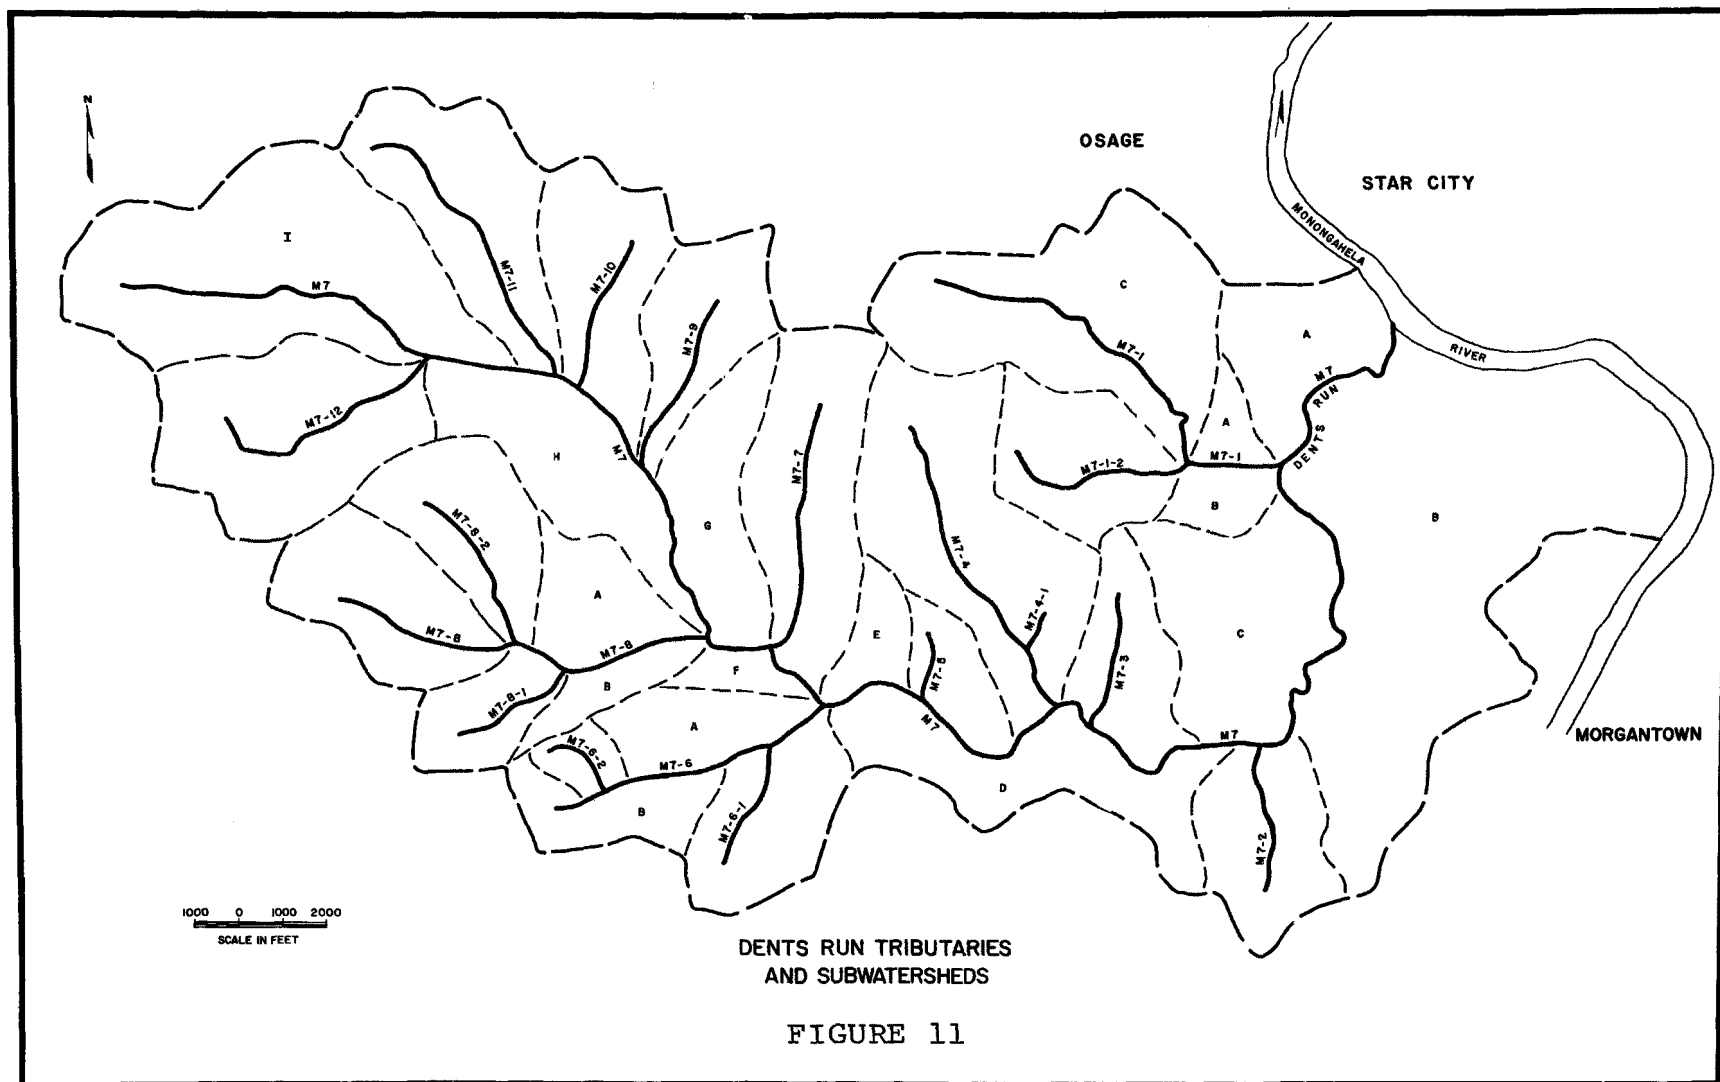 N
OSAGE
STAR CITY
MONONGAHELA
RIVER
I
M7
M7-11
M7-10
M7-9
C
A
M7-1
M7
DENTS RUN
M7-12
H
M7
G
M7-7
A
M7-1
M7-1-2
B
B
M7-8-2
M7-4
A
M7-8
M7-8
M7-4-1
E
M7-5
M7-3
C
F
B
M7-8-1
A
M7
M7
MORGANTOWN
M7-6-2
M7-6
B
M7-6-1
D
M7-2
1000 0 1000 2000
SCALE IN FEET
DENTS RUN TRIBUTARIES
AND SUBWATERSHEDS
FIGURE 11